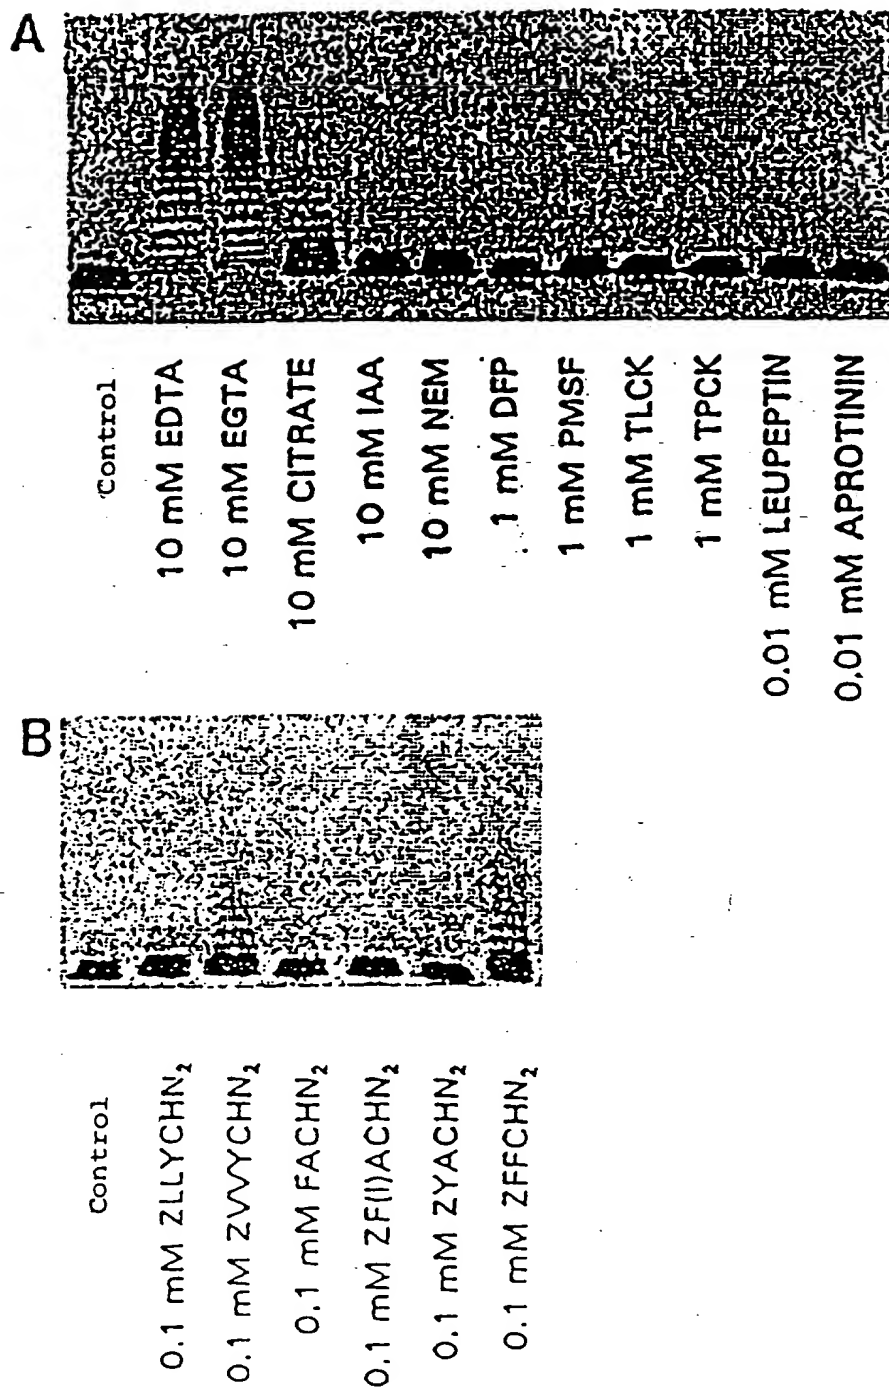 A
Control
10 mM EDTA
10 mM EGTA
10 mM CITRATE
10 mM IAA
10 mM NEM
1 mM DFP
1 mM PMSF
1 mM TLCK
1 mM TPCK
0.01 mM LEUPEPTIN
0.01 mM APROTININ
B
Control
0.1 mM ZLLYCHN₂
0.1 mM ZVVYCHN₂
0.1 mM FACHN₂
0.1 mM ZF(I)ACHN₂
0.1 mM ZYACHN₂
0.1 mM ZFFCHN₂